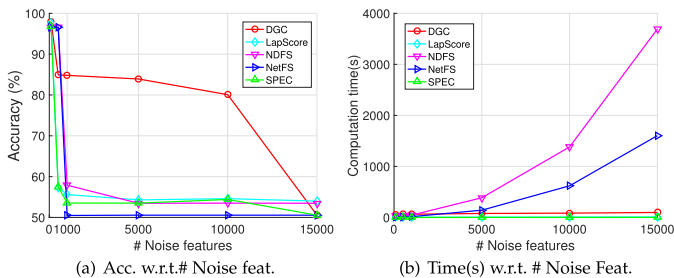 100
90
80
70
60
50
Accuracy (%)
0
1000
5000
10000
15000
# Noise features
DGC
LapScore
NDFS
NetFS
SPEC
(a) Acc. w.r.t.# Noise feat.
4000
3000
2000
1000
0
Computation time(s)
0
5000
10000
15000
# Noise features
DGC
LapScore
NDFS
NetFS
SPEC
(b) Time(s) w.r.t. # Noise Feat.